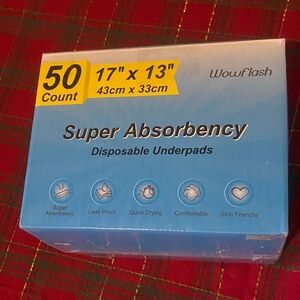 50
Count
17" x 13"
43cm x 33cm
Wowflash
Super Absorbency
Disposable Underpads
Super
Absorbency
Leak Proof
Quick Drying
Comfortable
Skin Friendly